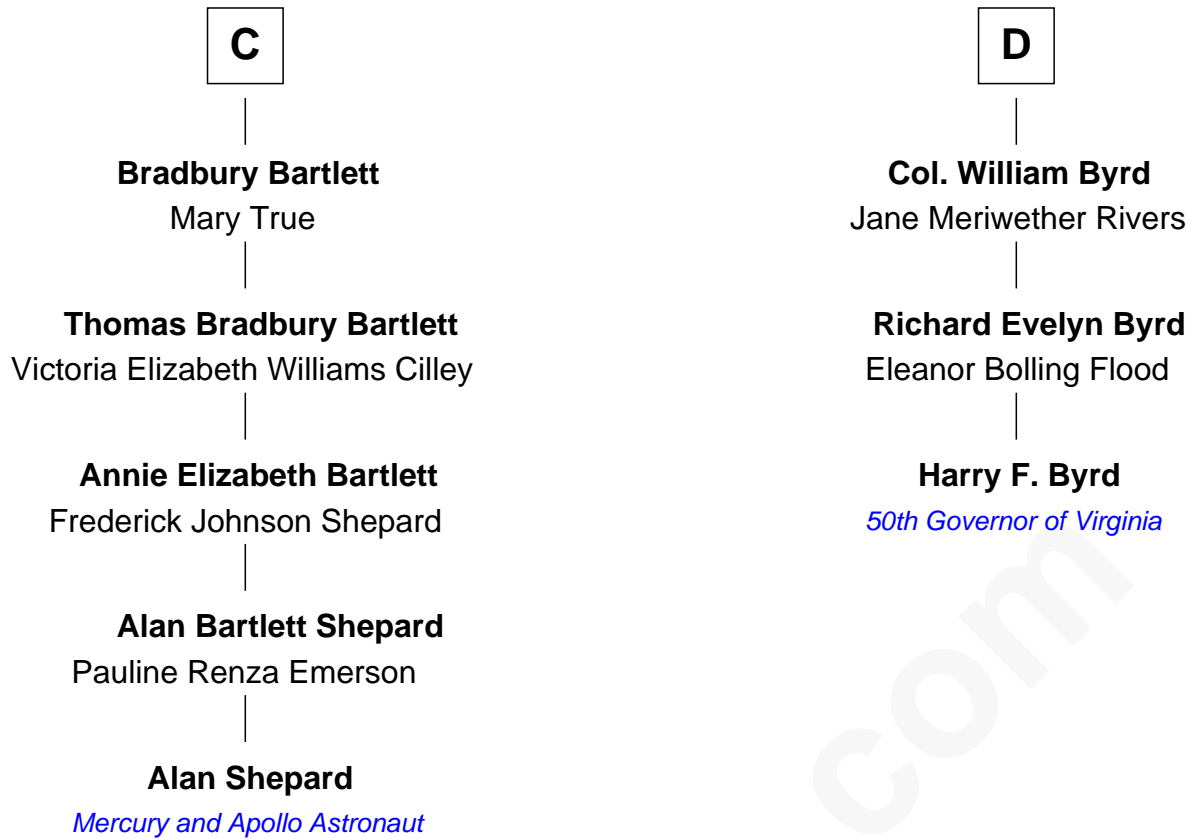 C
Bradbury Bartlett
Mary True
Thomas Bradbury Bartlett
Victoria Elizabeth Williams Cilley
Annie Elizabeth Bartlett
Frederick Johnson Shepard
Alan Bartlett Shepard
Pauline Renza Emerson
Alan Shepard
Mercury and Apollo Astronaut
D
Col. William Byrd
Jane Meriwether Rivers
Richard Evelyn Byrd
Eleanor Bolling Flood
Harry F. Byrd
50th Governor of Virginia
com